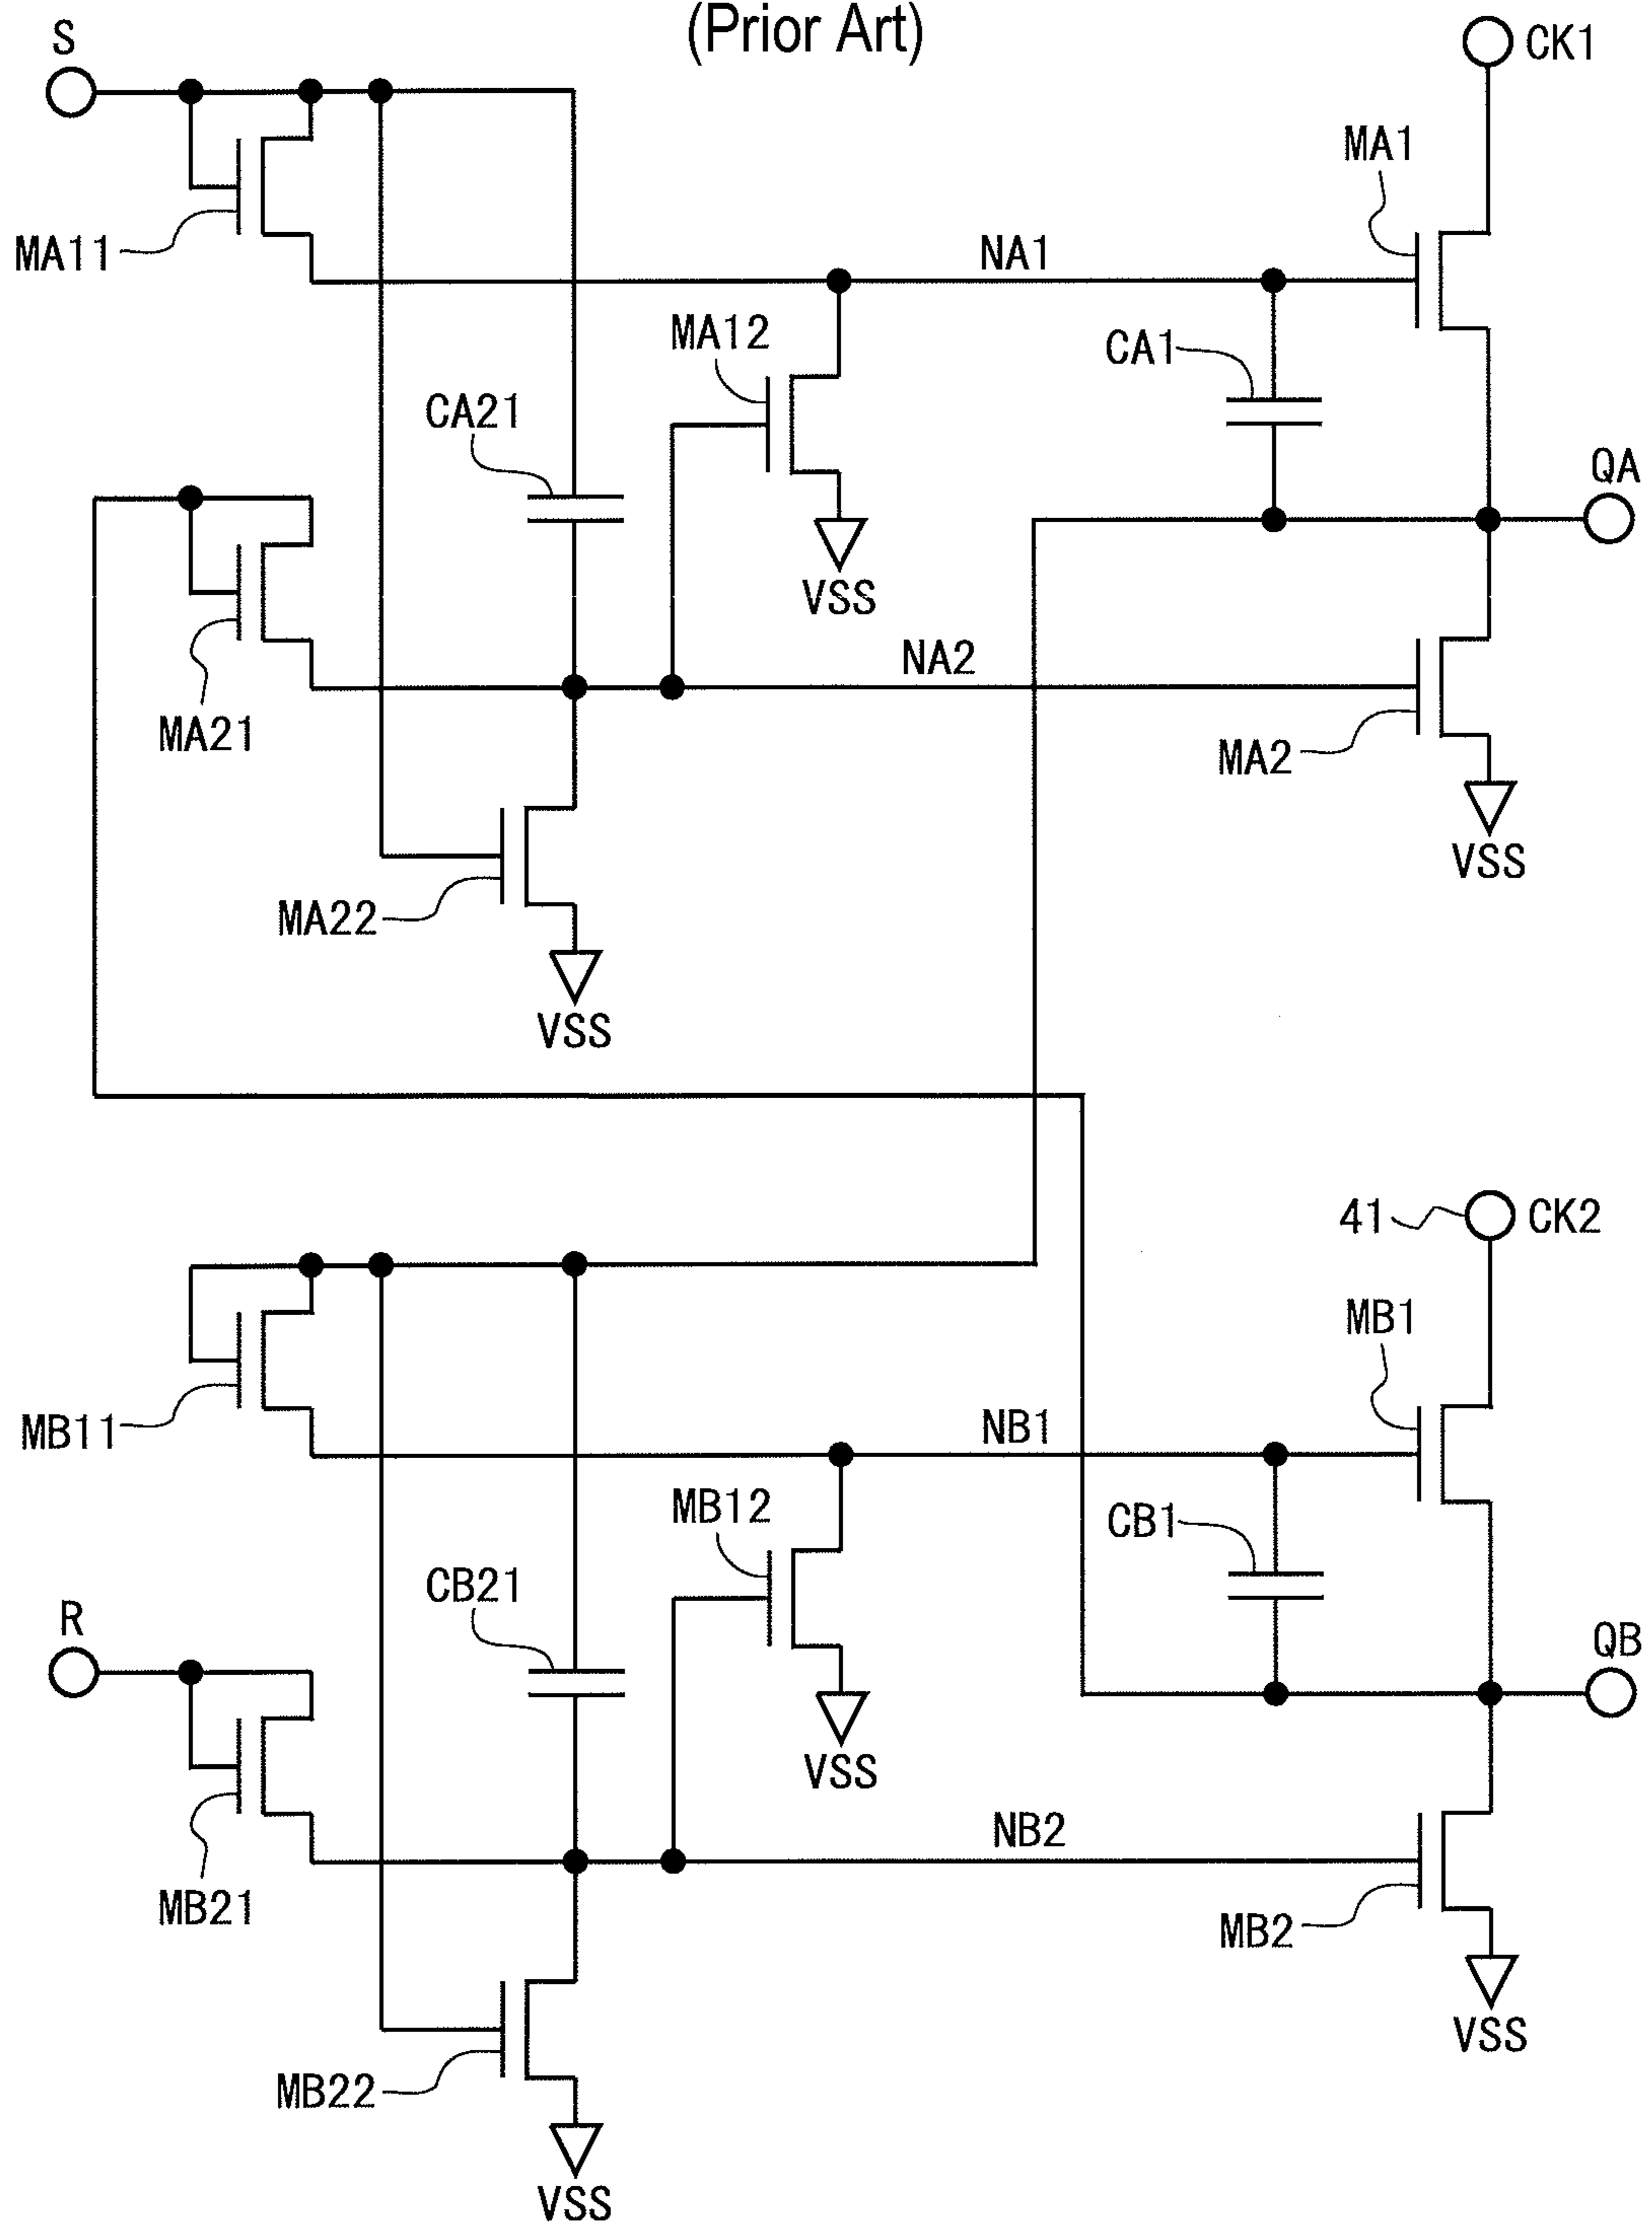 (Prior Art)
S
CK1
MA1
MA11
NA1
MA12
CA1
CA21
QA
VSS
NA2
MA21
MA2
VSS
MA22
VSS
41
CK2
MB1
MB11
NB1
MB12
CB1
CB21
R
QB
VSS
NB2
MB21
MB2
VSS
MB22
VSS